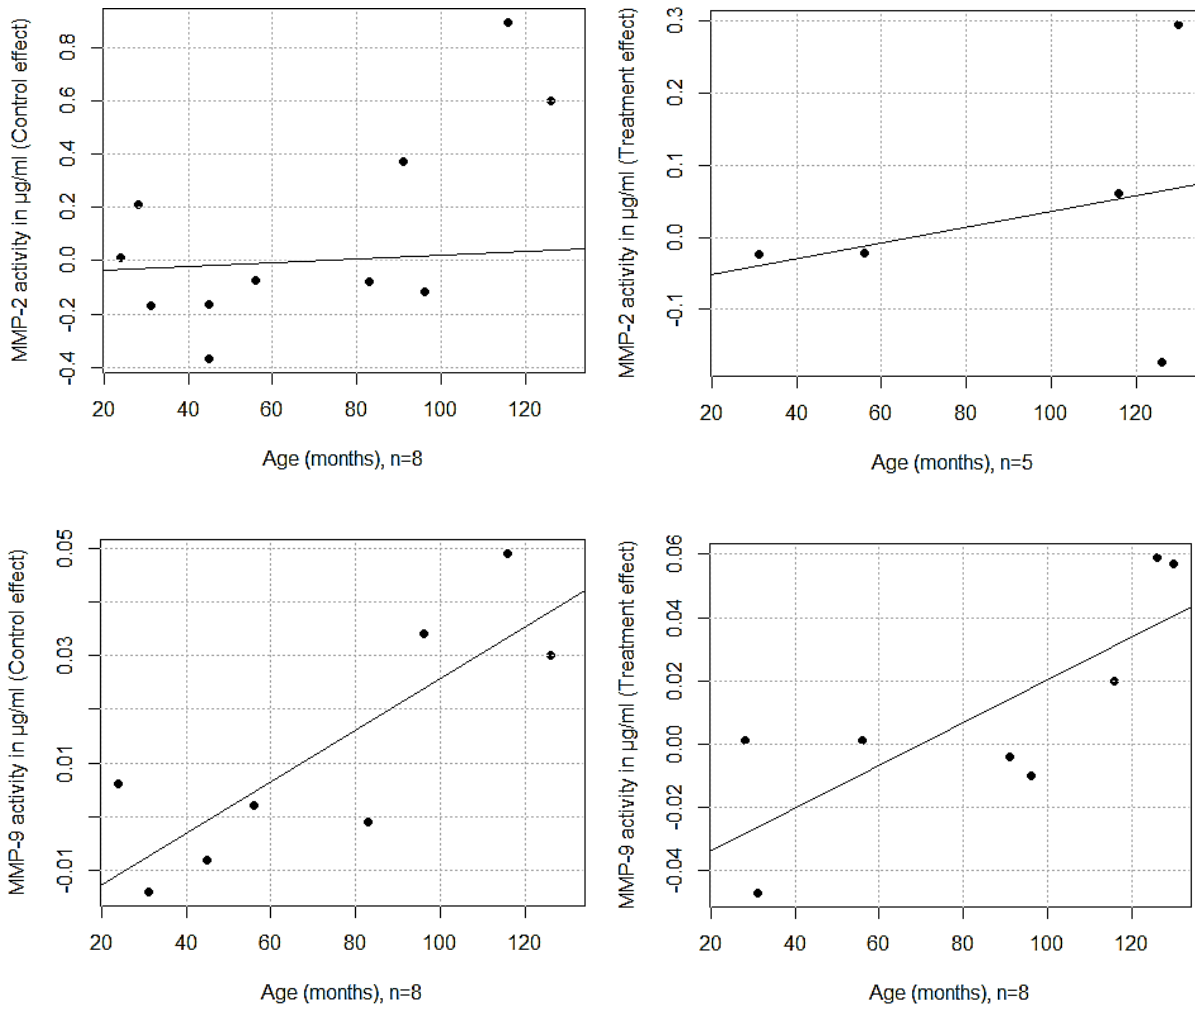 MMP-2 activity in µg/ml (Control effect)
0.8
0.6
0.4
0.2
0.0
-0.2
-0.4
20 40 60 80 100 120
Age (months), n=8
MMP-2 activity in µg/ml (Treatment effect)
0.3
0.2
0.1
0.0
-0.1
20 40 60 80 100 120
Age (months), n=5
MMP-9 activity in µg/ml (Control effect)
0.05
0.03
0.01
-0.01
20 40 60 80 100 120
Age (months), n=8
MMP-9 activity in µg/ml (Treatment effect)
0.06
0.04
0.02
0.00
-0.02
-0.04
20 40 60 80 100 120
Age (months), n=8